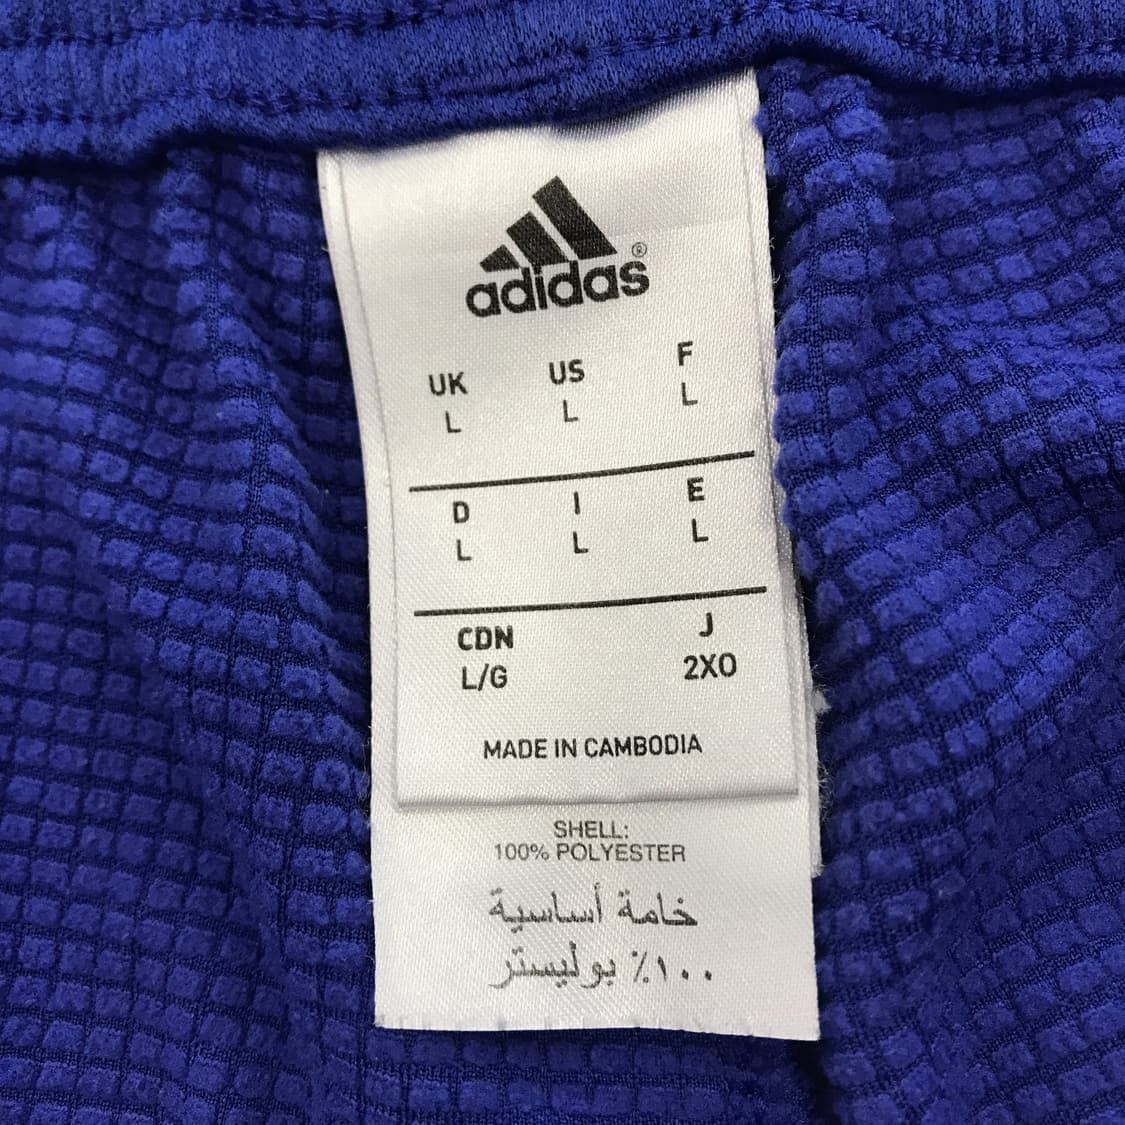 adidas®
UK US F
L L L
D I E
L L L
CDN J
L/G 2XO
MADE IN CAMBODIA
SHELL:
100% POLYESTER
خامة أساسية
١٠٠٪ بوليستر